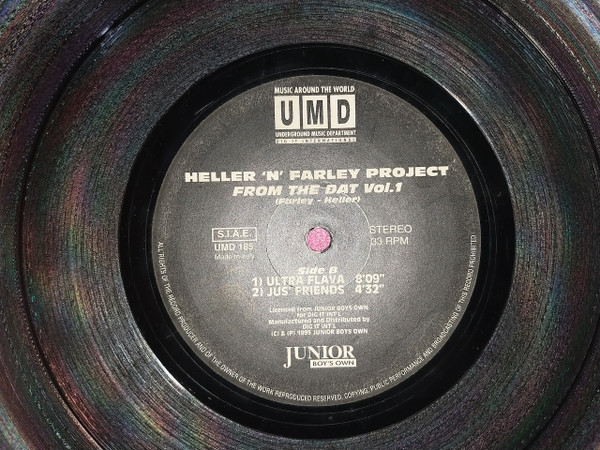 MUSIC AROUND THE WORLD
UMD
UNDERGROUND MUSIC DEPARTMENT
DIG IT INTERNATIONAL
HELLER 'N' FARLEY PROJECT
FROM THE DAT Vol.1
(Farley - Heller)
S.I.A.E.
UMD 185
Made in Italy
STEREO
33 RPM
Side B
1) ULTRA FLAVA 8'09"
2) JUS' FRIENDS 4'32"
Licensed from JUNIOR BOYS OWN
for DIG IT INT'L
Manufactured and Distributed by
DIG IT INT'L
(C) & (P) 1995 JUNIOR BOYS OWN
JUNIOR
BOY'S OWN
ALL RIGHTS OF THE RECORD PRODUCER AND OF THE OWNER OF THE WORK REPRODUCED RESERVED, COPYING, PUBLIC PERFORMANCE AND BROADCASTING OF THIS RECORD PROHIBITED